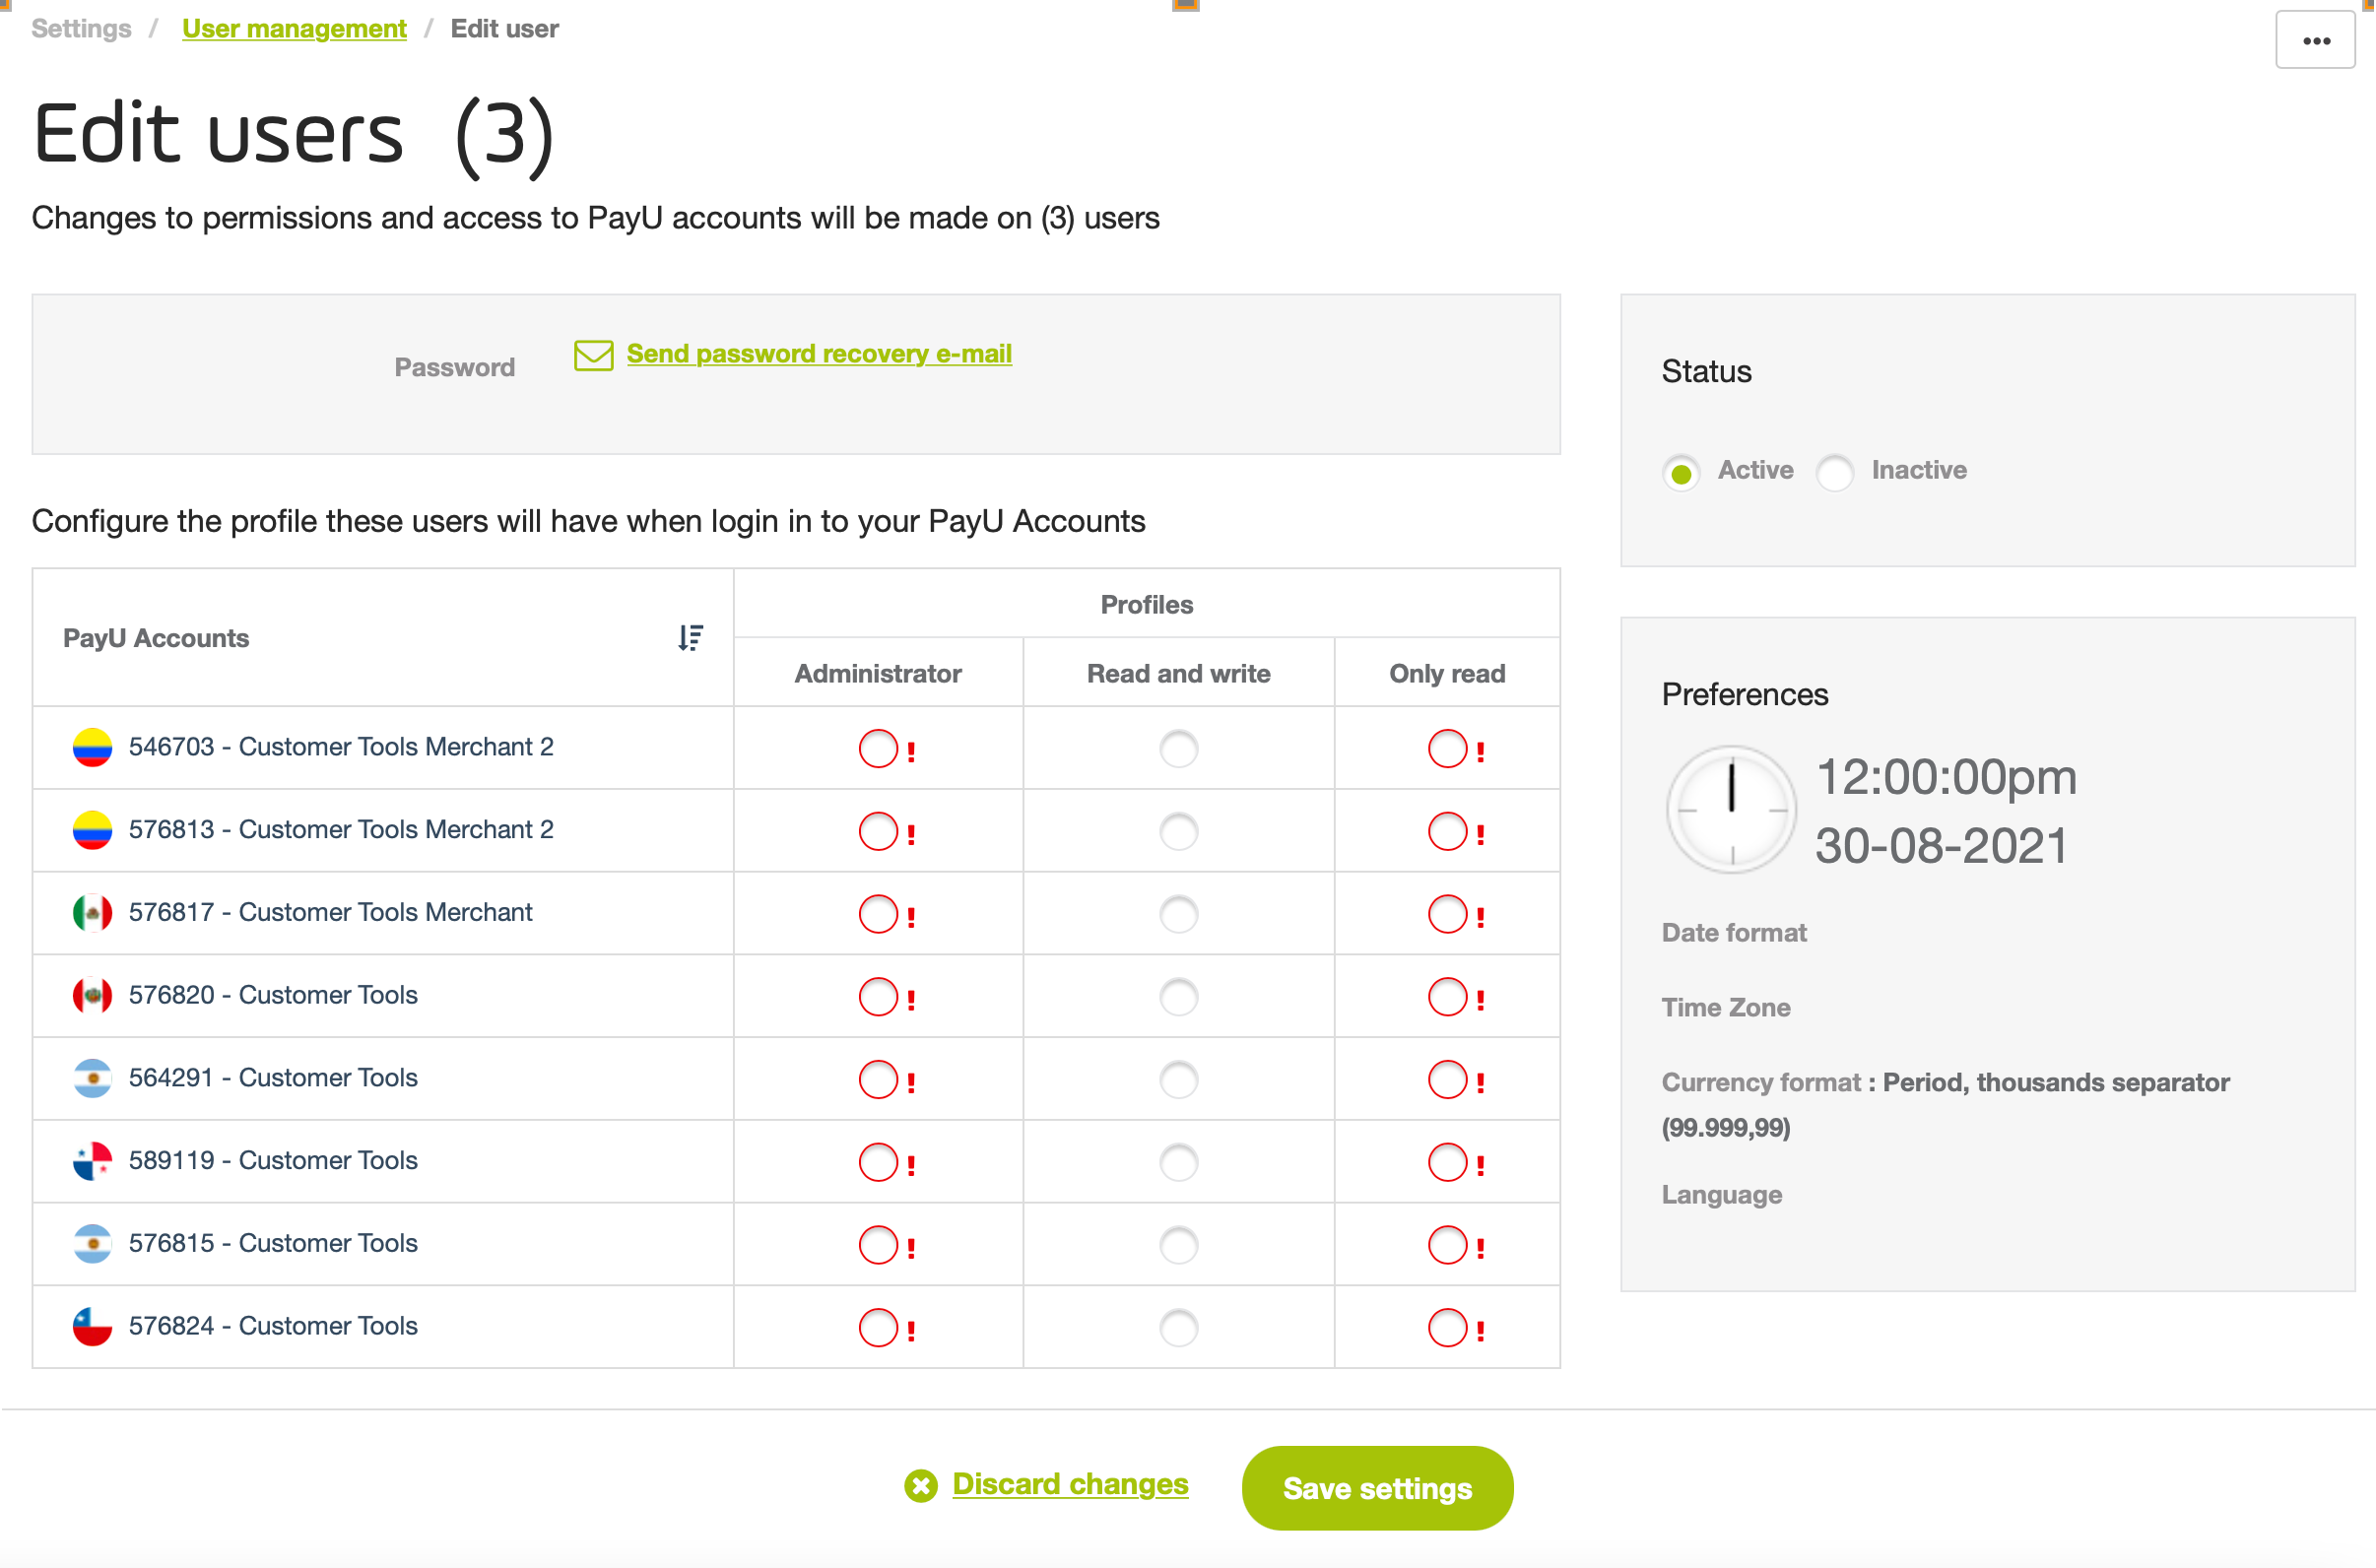 Settings / User management / Edit user
Edit users (3)
Changes to permissions and access to PayU accounts will be made on (3) users
Password
Send password recovery e-mail
Configure the profile these users will have when login in to your PayU Accounts
PayU Accounts
Profiles
Administrator
Read and write
Only read
546703 - Customer Tools Merchant 2
! !
576813 - Customer Tools Merchant 2
! !
576817 - Customer Tools Merchant
! !
576820 - Customer Tools
! !
564291 - Customer Tools
! !
589119 - Customer Tools
! !
576815 - Customer Tools
! !
576824 - Customer Tools
! !
Status
Active
Inactive
Preferences
12:00:00pm
30-08-2021
Date format
Time Zone
Currency format : Period, thousands separator
(99.999,99)
Language
Discard changes
Save settings